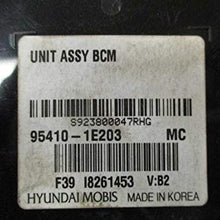 UNIT ASSY BCM
S923800047RHG
95410-1E203 MC
F39 I8261453 V:B2
HYUNDAI MOBIS MADE IN KOREA